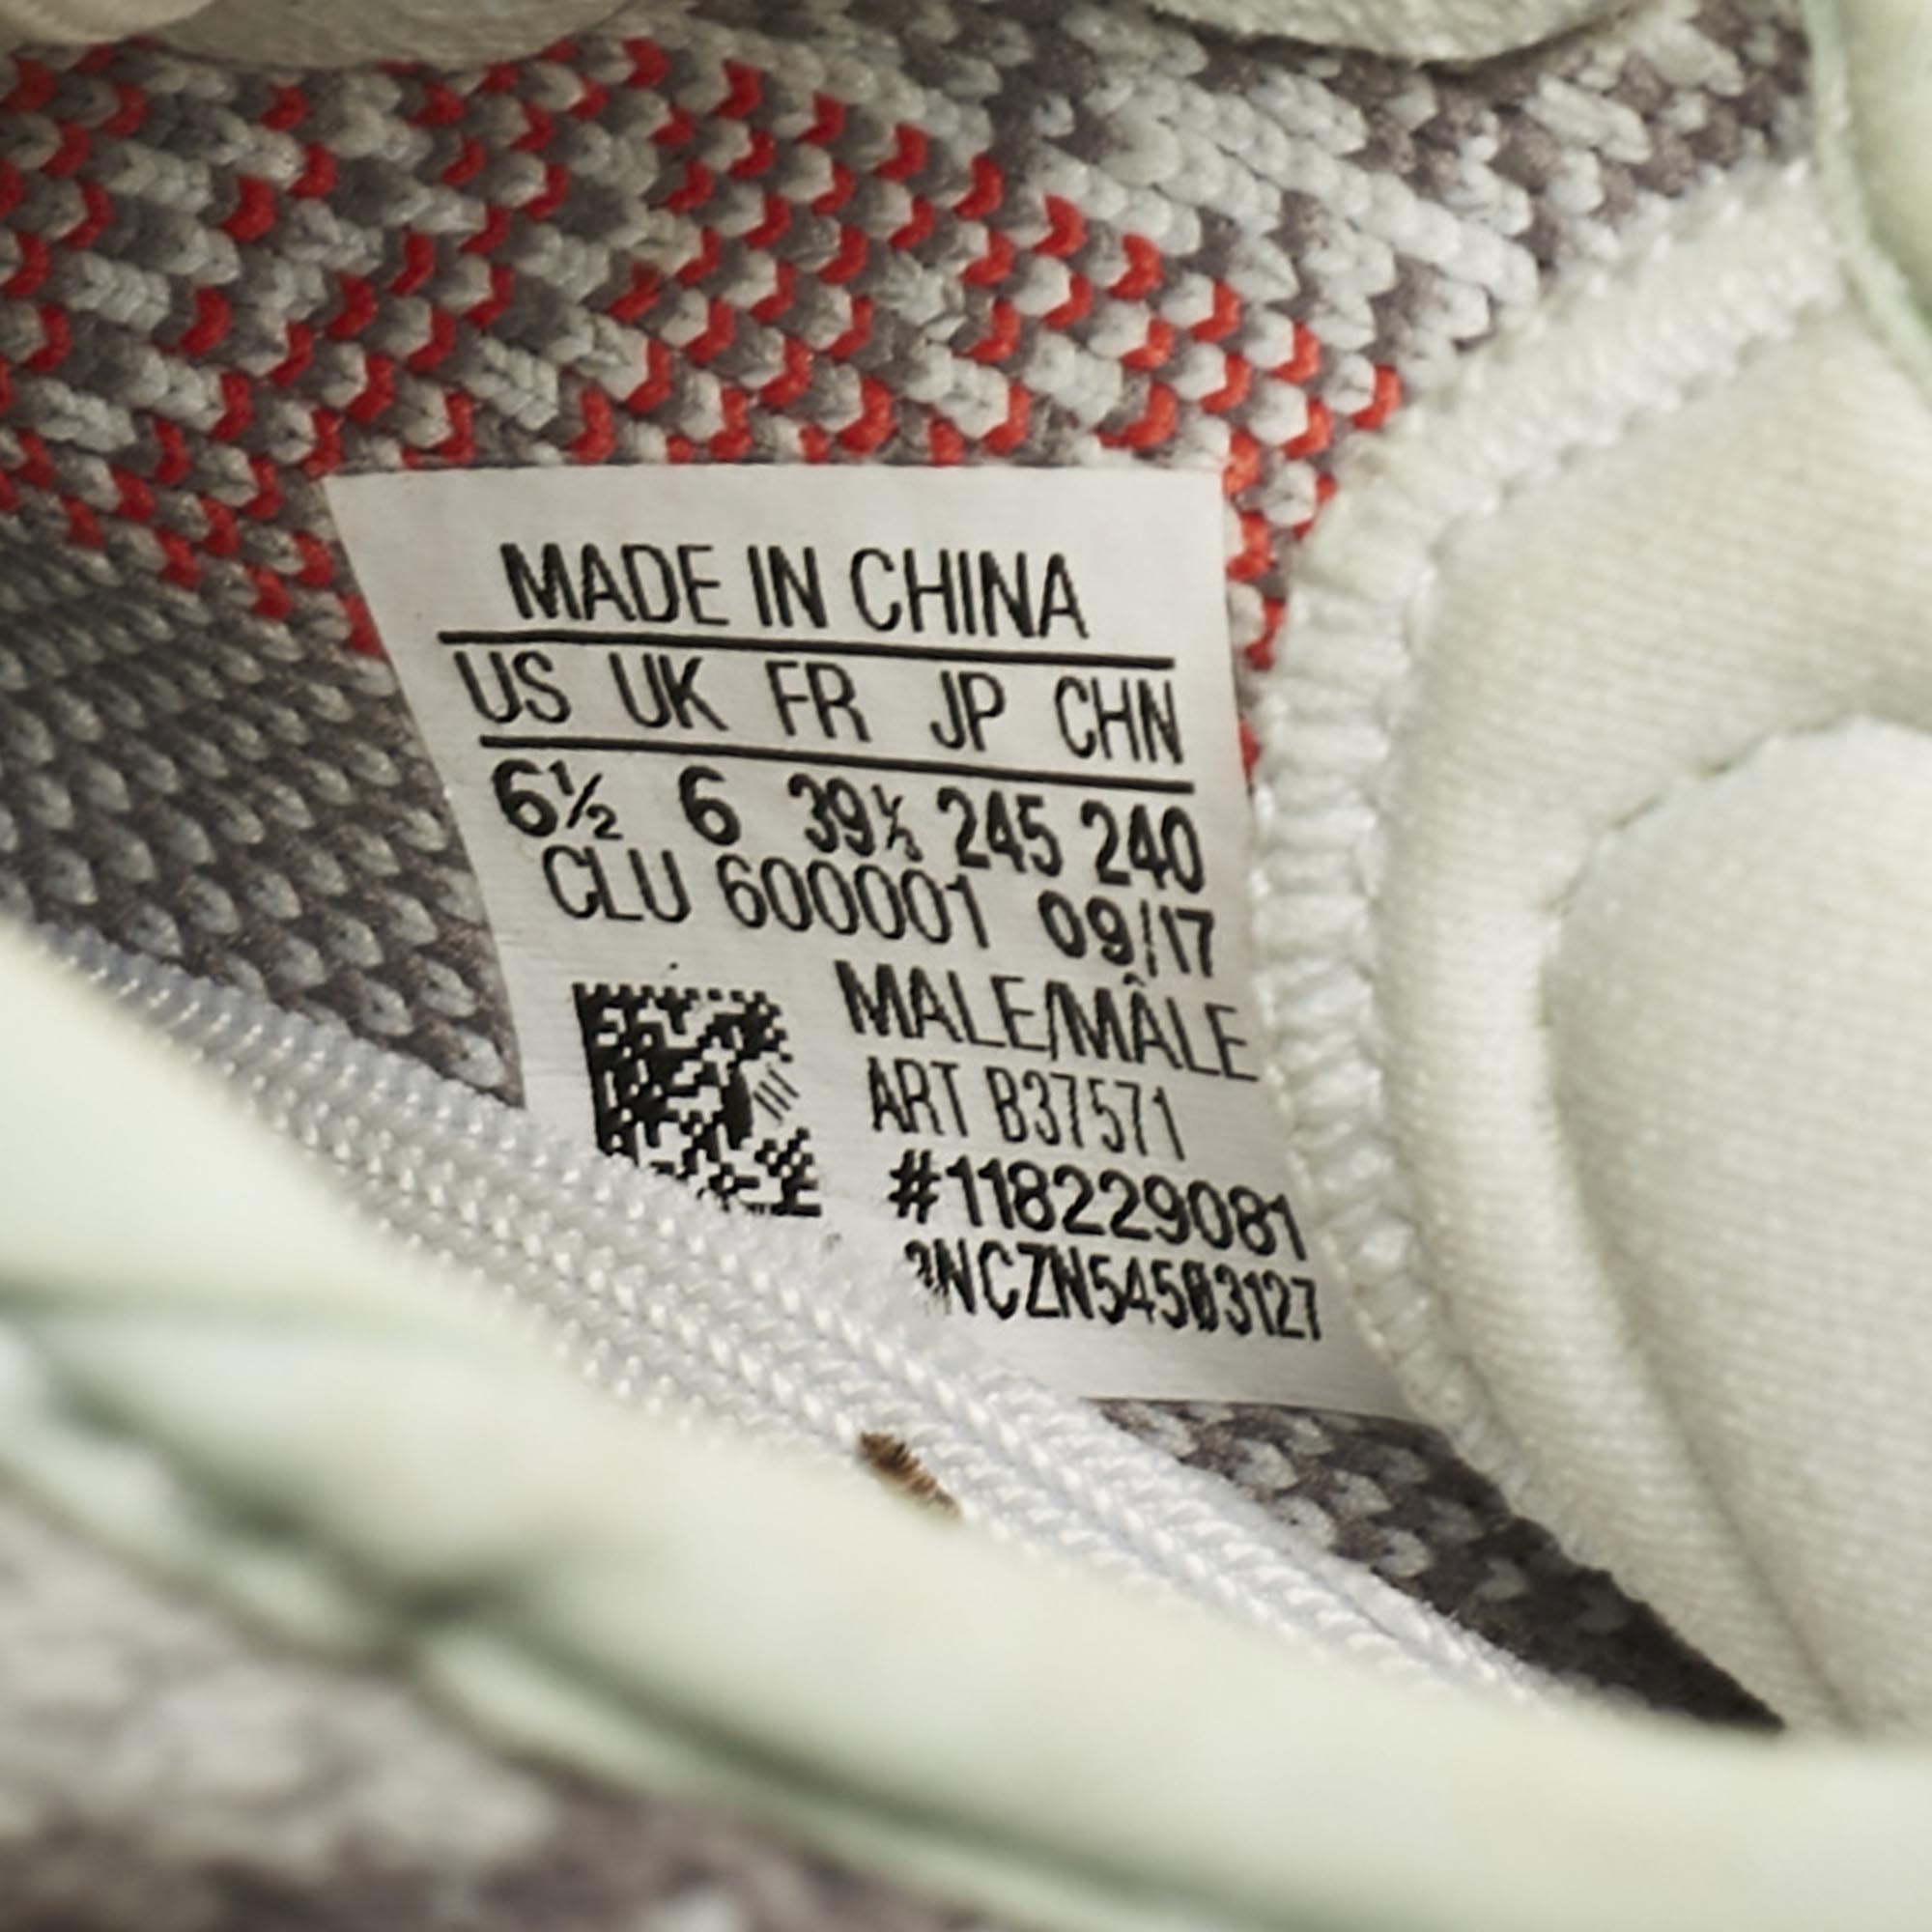 MADE IN CHINA
US UK FR JP CHN
6½ 6 39⅓ 245 240
CLU 600001 09/17
MALE/MÂLE
ART B37571
#118229081
NCZN54503127